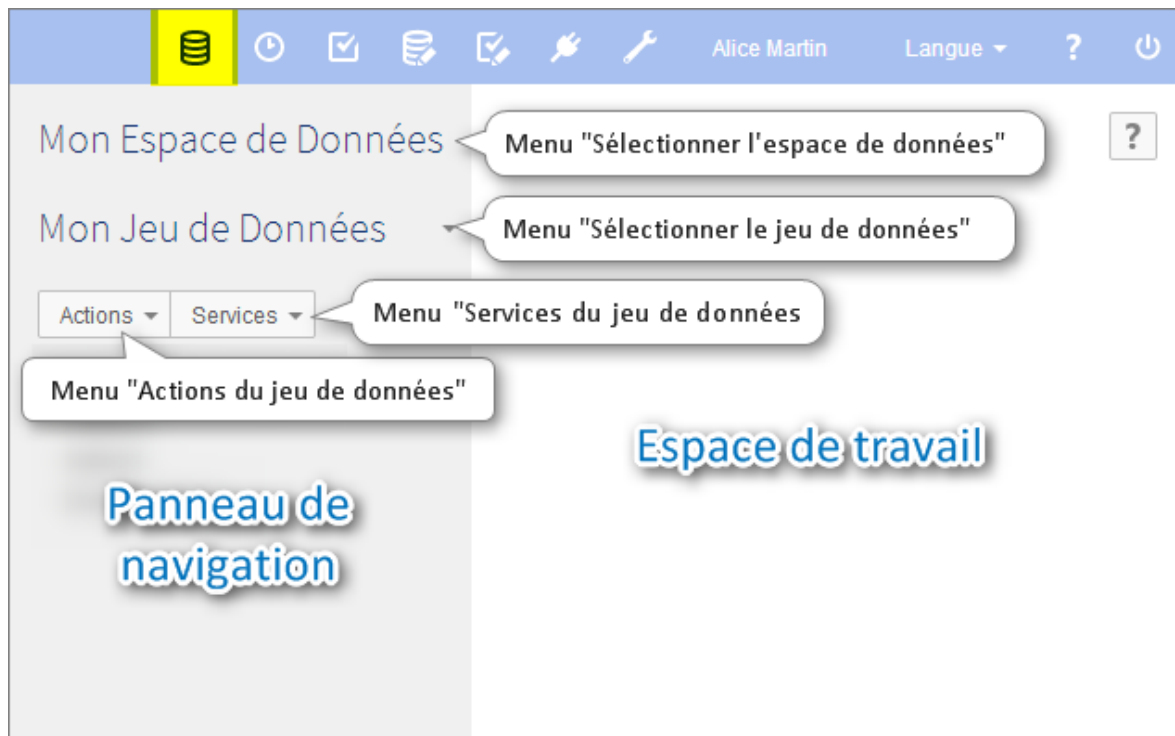 Alice Martin Langue ?
Mon Espace de Données
Menu "Sélectionner l'espace de données"
?
Mon Jeu de Données
Menu "Sélectionner le jeu de données"
Actions Services
Menu "Services du jeu de données
Menu "Actions du jeu de données"
Espace de travail
Panneau de
navigation